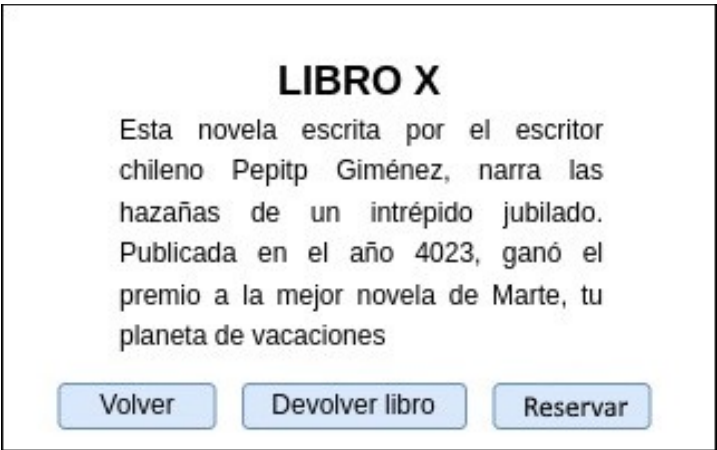 LIBRO X
Esta novela escrita por el escritor
chileno Pepitp Giménez, narra las
hazañas de un intrépido jubilado.
Publicada en el año 4023, ganó el
premio a la mejor novela de Marte, tu
planeta de vacaciones
Volver Devolver libro Reservar